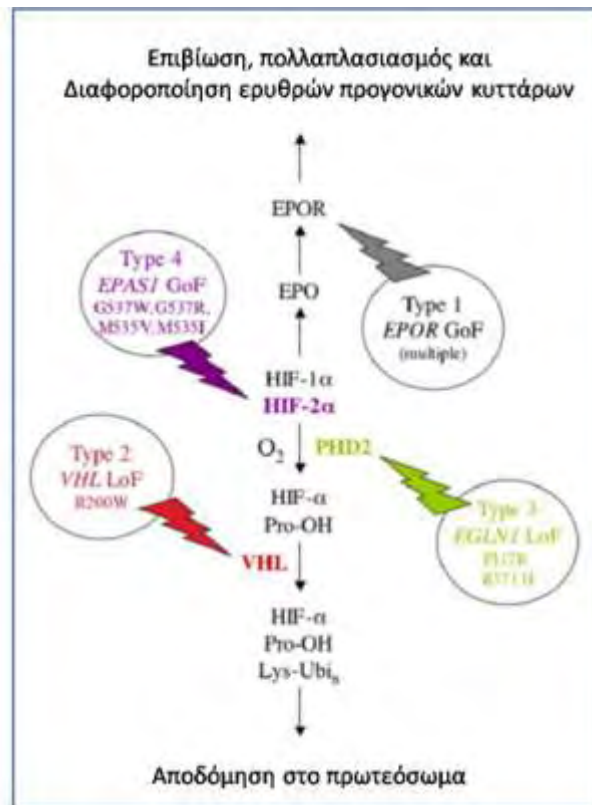 Επιβίωση, πολλαπλασιασμός και
Διαφοροποίηση ερυθρών προγονικών κυττάρων
EPOR
Type 4
EPAS1 GoF
G537W, G537R,
M535V, M535I
EPO
Type 1
EPOR GoF
(multiple)
HIF-1α
HIF-2α
O₂
PHD2
Type 2
VHL LoF
R200W
HIF-α
Pro-OH
Type 3
EGLN1 LoF
P317R
R371H
VHL
HIF-α
Pro-OH
Lys-Ubiₙ
Αποδόμηση στο πρωτεόσωμα